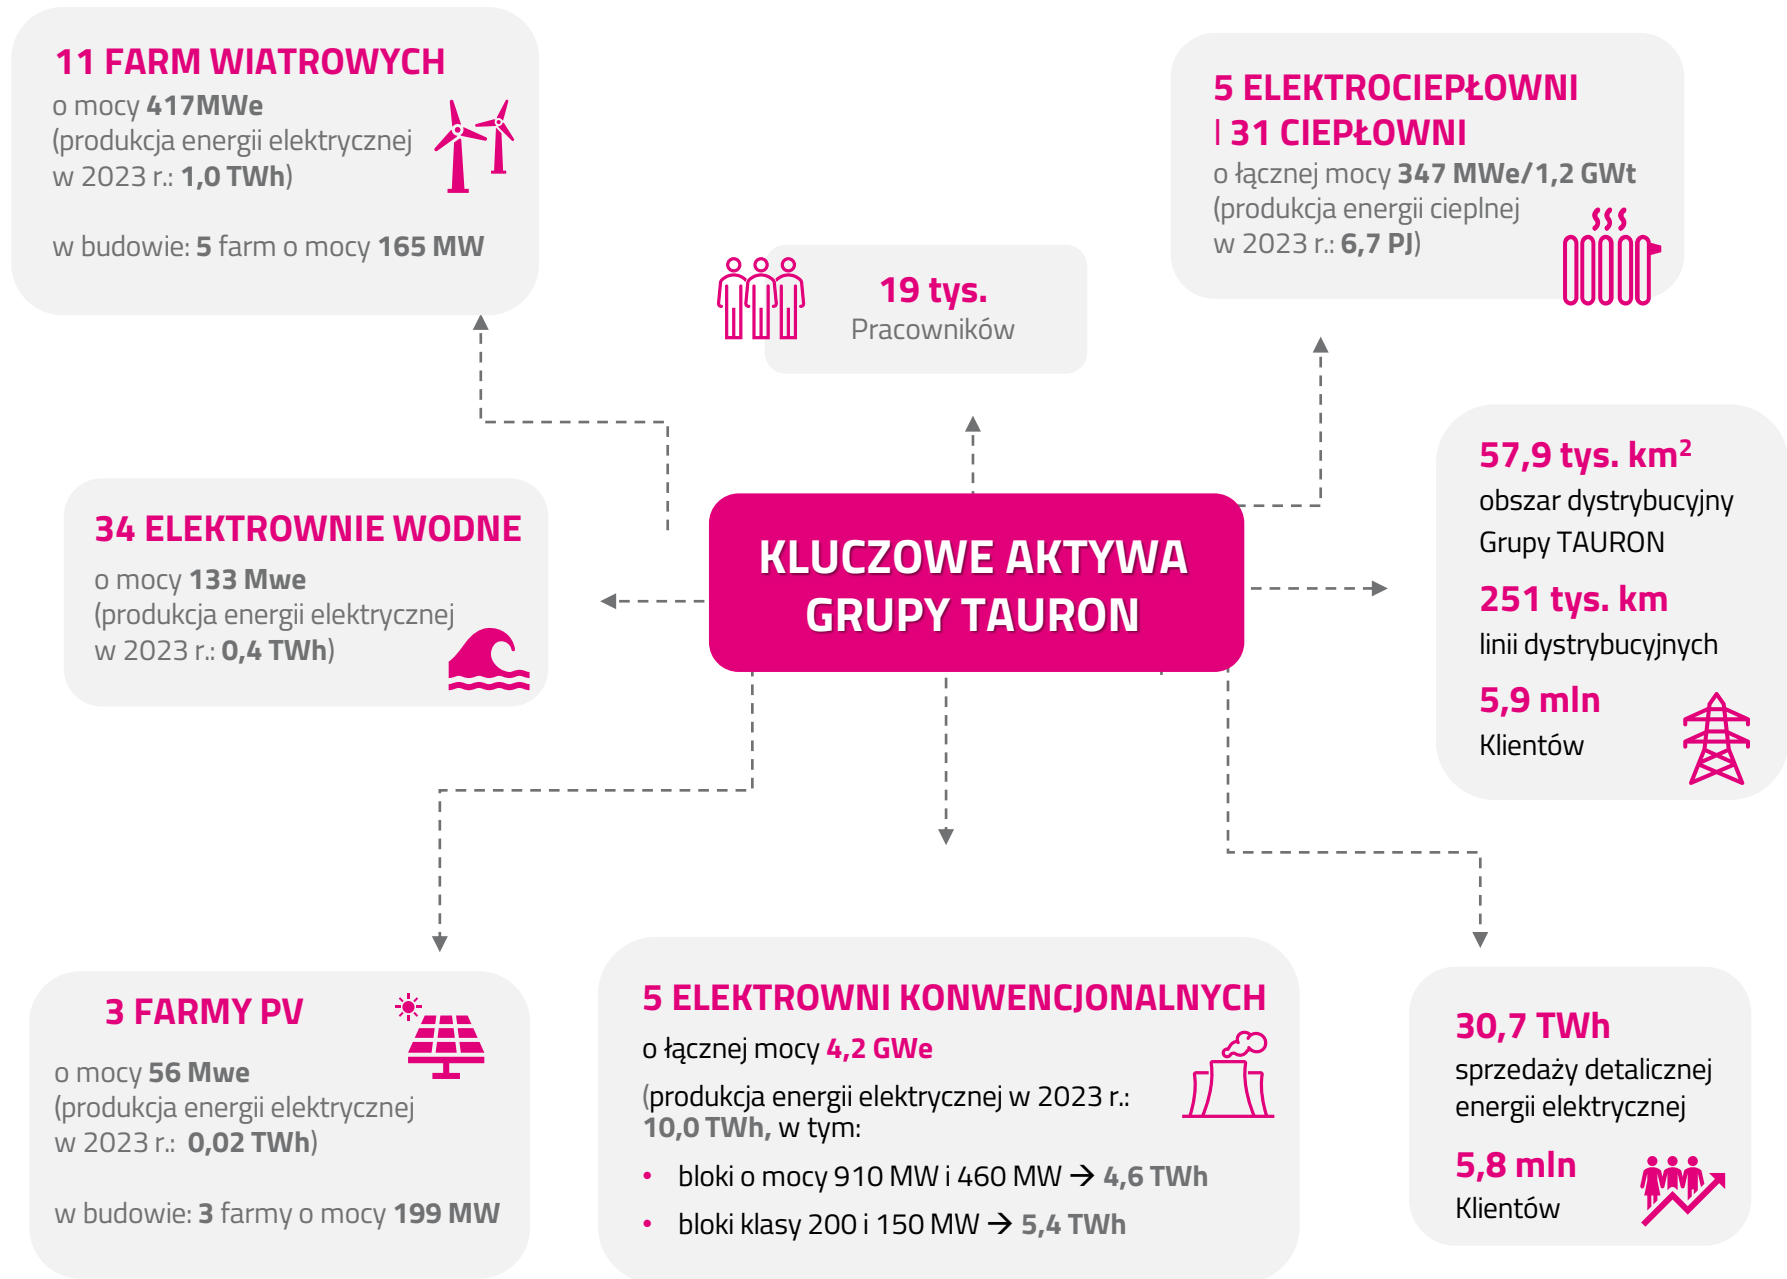 11 FARM WIATROWYCH
o mocy 417MWe
(produkcja energii elektrycznej
w 2023 r.: 1,0 TWh)
w budowie: 5 farm o mocy 165 MW
19 tys.
Pracowników
5 ELEKTROCIEPŁOWNI
I 31 CIEPŁOWNI
o łącznej mocy 347 MWe/1,2 GWt
(produkcja energii cieplnej
w 2023 r.: 6,7 PJ)
34 ELEKTROWNIE WODNE
o mocy 133 Mwe
(produkcja energii elektrycznej
w 2023 r.: 0,4 TWh)
KLUCZOWE AKTYWA
GRUPY TAURON
57,9 tys. km²
obszar dystrybucyjny
Grupy TAURON
251 tys. km
linii dystrybucyjnych
5,9 mln
Klientów
3 FARMY PV
o mocy 56 Mwe
(produkcja energii elektrycznej
w 2023 r.: 0,02 TWh)
w budowie: 3 farmy o mocy 199 MW
5 ELEKTROWNI KONWENCJONALNYCH
o łącznej mocy 4,2 GWe
(produkcja energii elektrycznej w 2023 r.:
10,0 TWh, w tym:
• bloki o mocy 910 MW i 460 MW → 4,6 TWh
• bloki klasy 200 i 150 MW → 5,4 TWh
30,7 TWh
sprzedaży detalicznej
energii elektrycznej
5,8 mln
Klientów